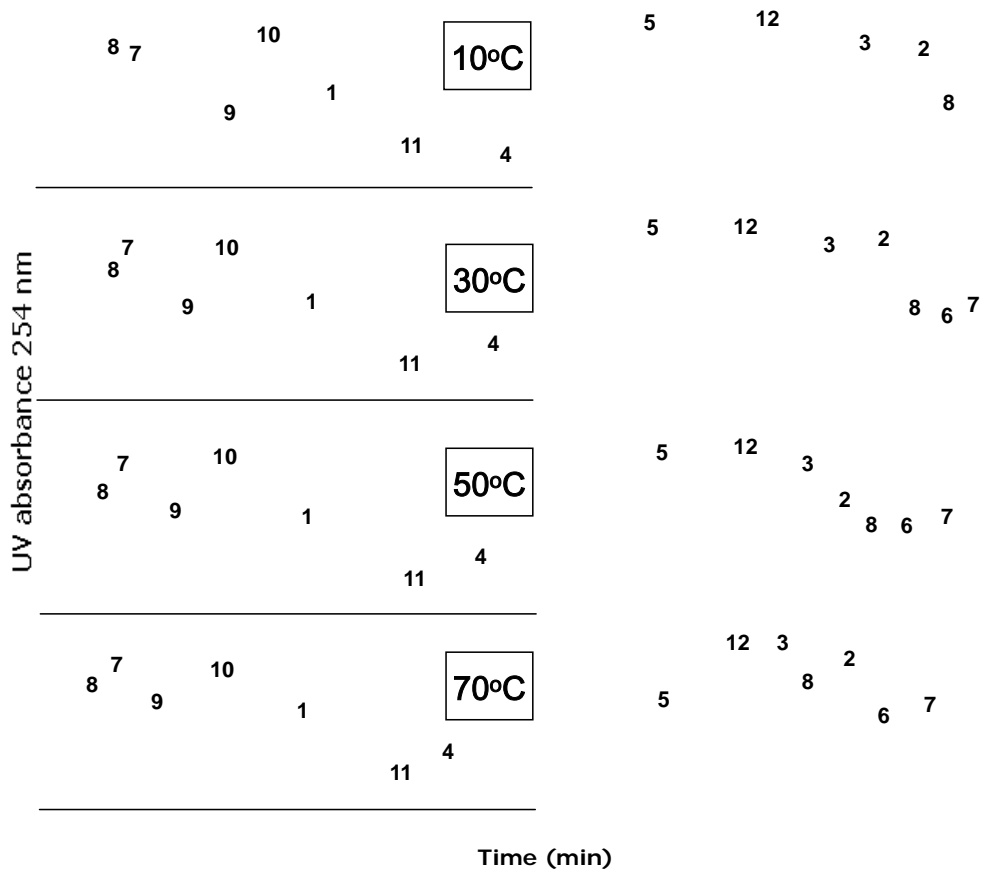 5 12
10
3 2
8 7
10ºC
1
8
9
11 4
5 12
7 10 3 2
8 30ºC
9 1 8 6 7
4
11
UV absorbance 254 nm
5 12
7 10 3
8 50ºC 2
9 1 8 6 7
4
11
12 3
7 10 2
8 70ºC 8
9 1 5 6 7
4
11
Time (min)